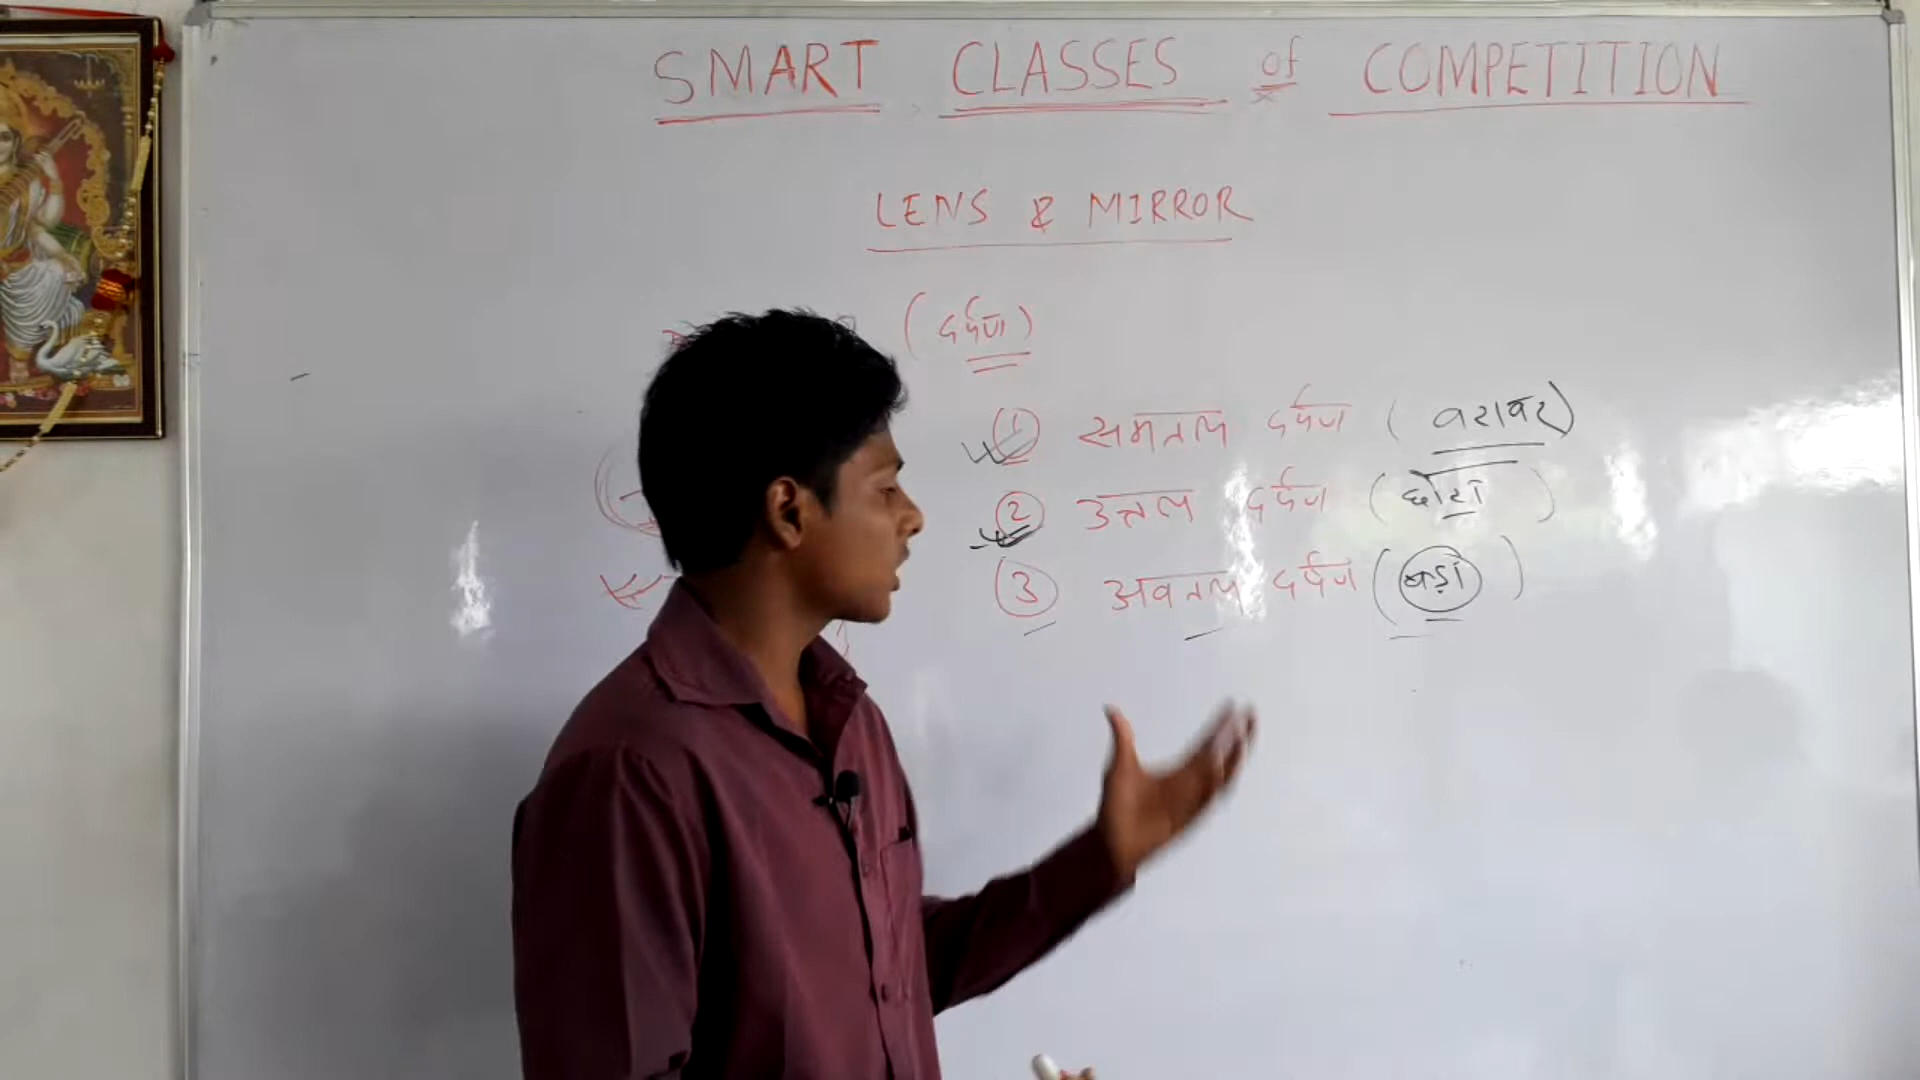 SMART CLASSES of COMPETITION
LENS & MIRROR
(दर्पण)
① समतल दर्पण (बराबर)
② उत्तल दर्पण (छोटा)
③ अवतल दर्पण (बड़ा)